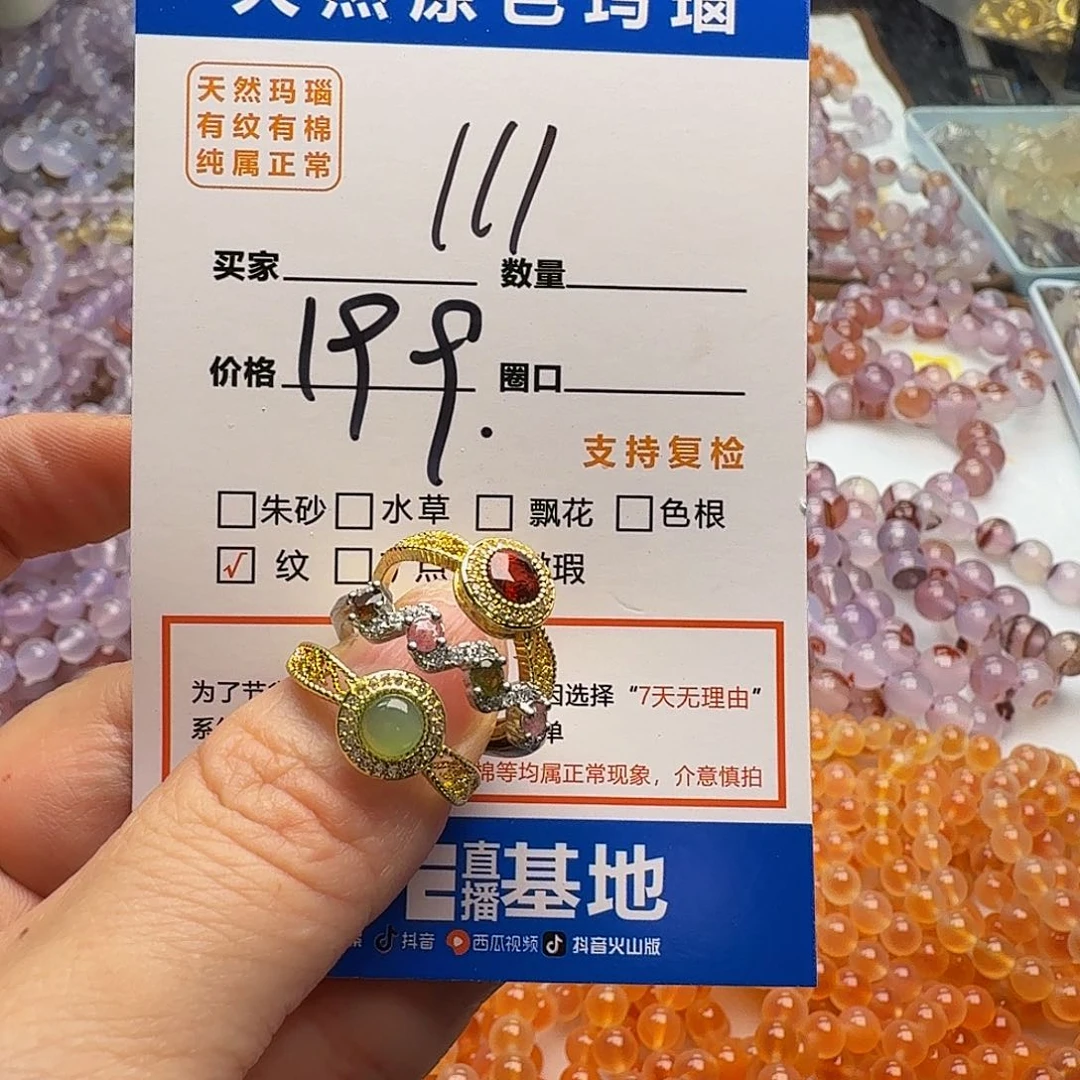 天然原色玛瑙
天然玛瑙
有纹有棉
纯属正常
111
买家 数量
价格 199. 圈口
支持复检
□朱砂 □水草 □飘花 □色根
☑纹 □ 点 瑕
为了节 选择“7天无理由”
系 单
棉等均属正常现象，介意慎拍
直播基地
抖音 西瓜视频 抖音火山版